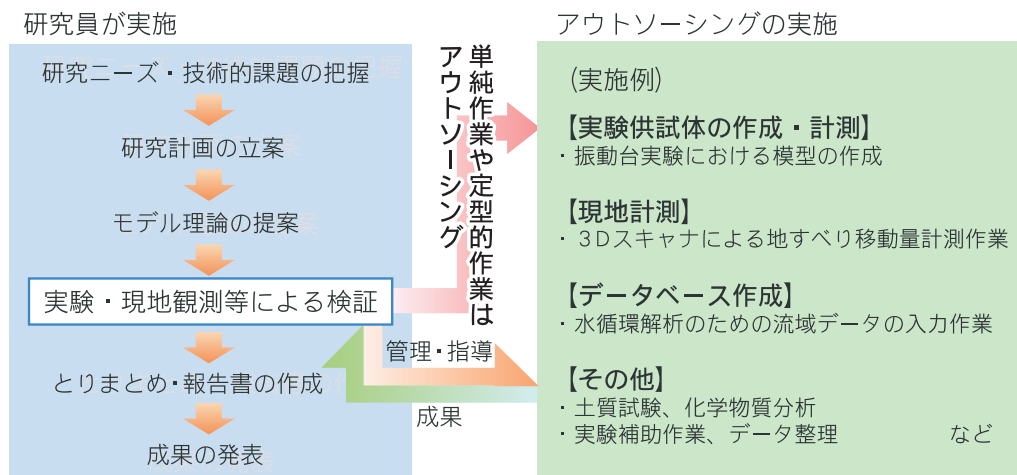 研究員が実施
研究ニーズ・技術的課題の把握
研究計画の立案
モデル理論の提案
実験・現地観測等による検証
とりまとめ・報告書の作成
成果の発表
単純作業や定型的作業は
アウトソーシング
管理・指導
成果
アウトソーシングの実施
(実施例)
【実験供試体の作成・計測】
・振動台実験における模型の作成
【現地計測】
・3Dスキャナによる地すべり移動量計測作業
【データベース作成】
・水循環解析のための流域データの入力作業
【その他】
・土質試験、化学物質分析
・実験補助作業、データ整理 など